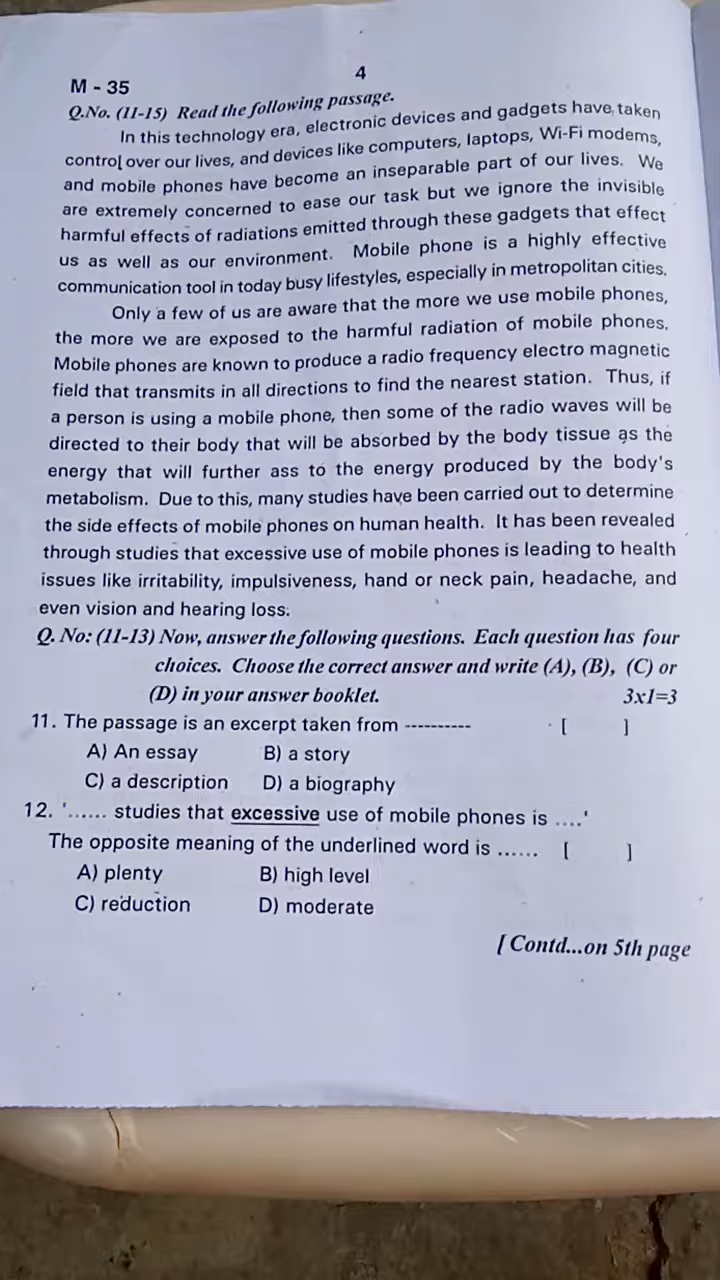 4
M - 35
Q.No. (11-15) Read the following passage.
In this technology era, electronic devices and gadgets have taken
control over our lives, and devices like computers, laptops, Wi-Fi modems,
and mobile phones have become an inseparable part of our lives. We
are extremely concerned to ease our task but we ignore the invisible
harmful effects of radiations emitted through these gadgets that effect
us as well as our environment. Mobile phone is a highly effective
communication tool in today busy lifestyles, especially in metropolitan cities.
Only a few of us are aware that the more we use mobile phones,
the more we are exposed to the harmful radiation of mobile phones.
Mobile phones are known to produce a radio frequency electro magnetic
field that transmits in all directions to find the nearest station. Thus, if
a person is using a mobile phone, then some of the radio waves will be
directed to their body that will be absorbed by the body tissue as the
energy that will further ass to the energy produced by the body's
metabolism. Due to this, many studies have been carried out to determine
the side effects of mobile phones on human health. It has been revealed
through studies that excessive use of mobile phones is leading to health
issues like irritability, impulsiveness, hand or neck pain, headache, and
even vision and hearing loss.
Q. No: (11-13) Now, answer the following questions. Each question has four
choices. Choose the correct answer and write (A), (B), (C) or
(D) in your answer booklet. 3x1=3
11. The passage is an excerpt taken from ---------- [ ]
A) An essay B) a story
C) a description D) a biography
12. '...... studies that excessive use of mobile phones is ....'
The opposite meaning of the underlined word is ...... [ ]
A) plenty B) high level
C) reduction D) moderate
[ Contd...on 5th page